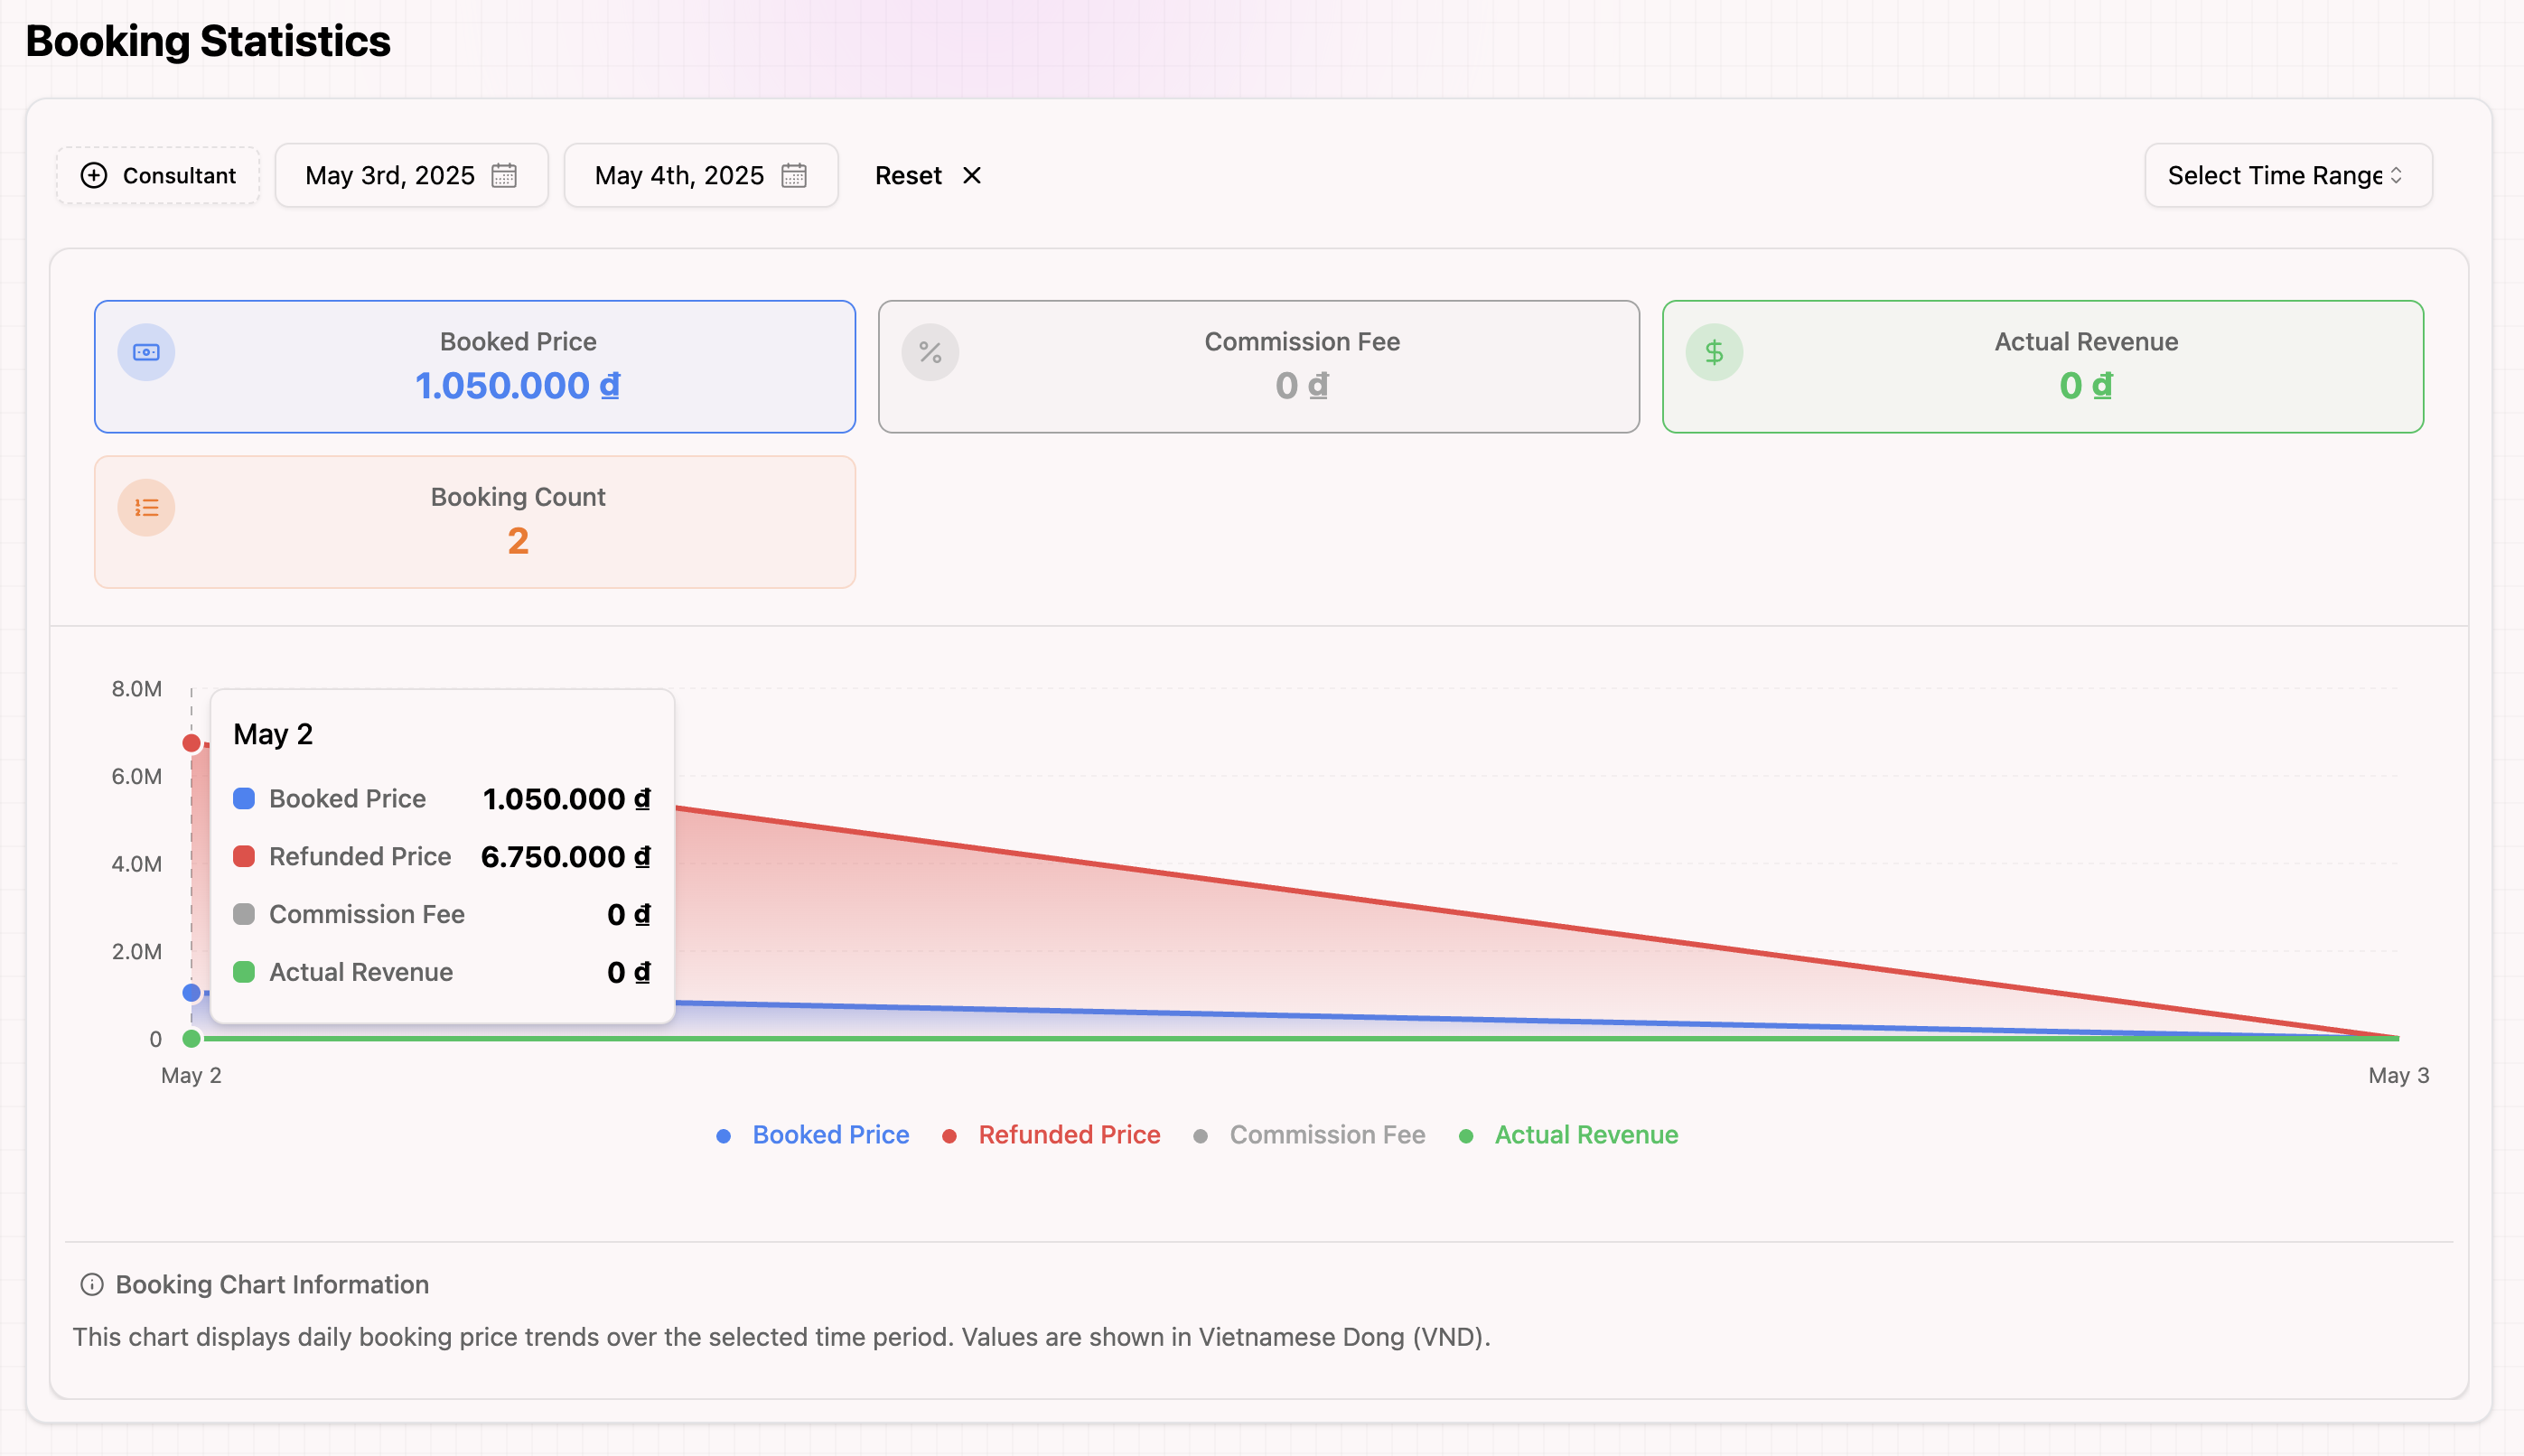 Booking Statistics
Consultant
May 3rd, 2025
May 4th, 2025
Reset
Select Time Range
Booked Price
1.050.000 ₫
Commission Fee
0 ₫
Actual Revenue
0 ₫
Booking Count
2
8.0M
6.0M
4.0M
2.0M
0
May 2
Booked Price 1.050.000 ₫
Refunded Price 6.750.000 ₫
Commission Fee 0 ₫
Actual Revenue 0 ₫
May 2
May 3
Booked Price
Refunded Price
Commission Fee
Actual Revenue
Booking Chart Information
This chart displays daily booking price trends over the selected time period. Values are shown in Vietnamese Dong (VND).